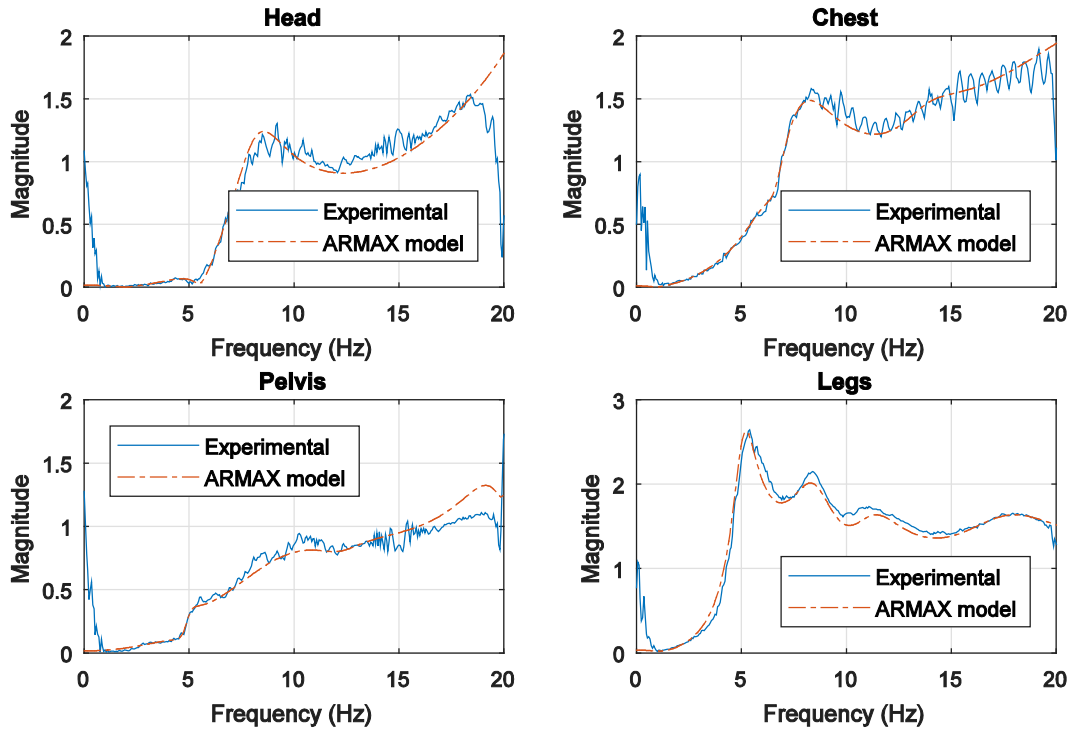 Head
Magnitude
2
1.5
1
0.5
0
Experimental
ARMAX model
0 5 10 15 20
Frequency (Hz)
Chest
Magnitude
2
1.5
1
0.5
0
Experimental
ARMAX model
0 5 10 15 20
Frequency (Hz)
Pelvis
Magnitude
2
1.5
1
0.5
0
Experimental
ARMAX model
0 5 10 15 20
Frequency (Hz)
Legs
Magnitude
3
2
1
0
Experimental
ARMAX model
0 5 10 15 20
Frequency (Hz)